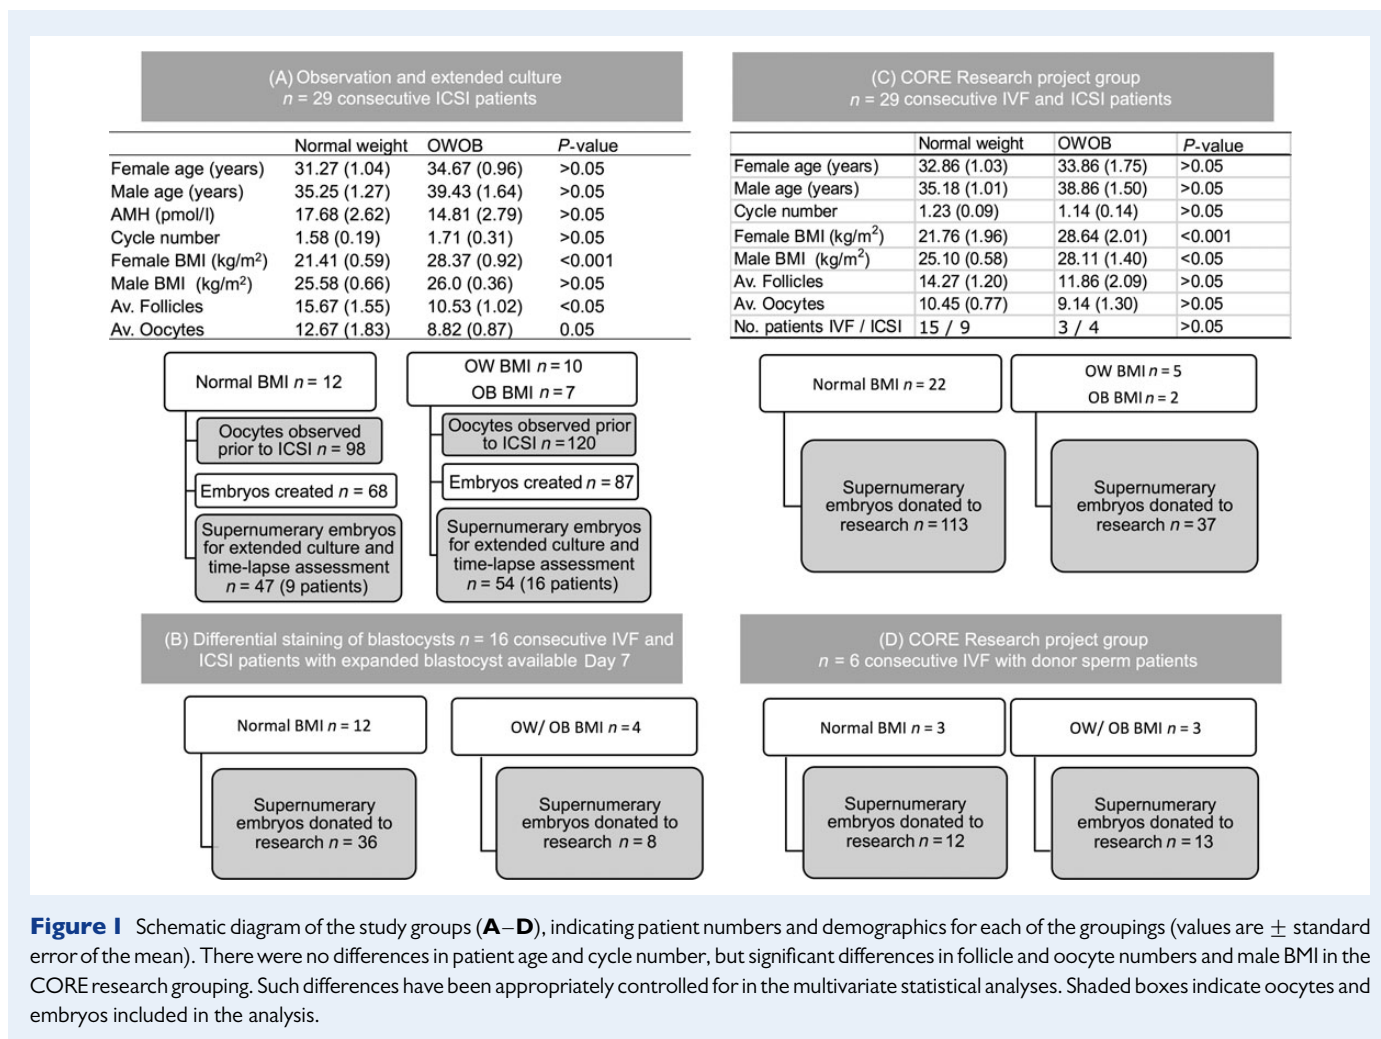 (A) Observation and extended culture
n = 29 consecutive ICSI patients
Normal weight OWOB P-value
Female age (years) 31.27 (1.04) 34.67 (0.96) >0.05
Male age (years) 35.25 (1.27) 39.43 (1.64) >0.05
AMH (pmol/l) 17.68 (2.62) 14.81 (2.79) >0.05
Cycle number 1.58 (0.19) 1.71 (0.31) >0.05
Female BMI (kg/m²) 21.41 (0.59) 28.37 (0.92) <0.001
Male BMI (kg/m²) 25.58 (0.66) 26.0 (0.36) >0.05
Av. Follicles 15.67 (1.55) 10.53 (1.02) <0.05
Av. Oocytes 12.67 (1.83) 8.82 (0.87) 0.05
Normal BMI n = 12
Oocytes observed
prior to ICSI n = 98
Embryos created n = 68
Supernumerary embryos
for extended culture and
time-lapse assessment
n = 47 (9 patients)
OW BMI n = 10
OB BMI n = 7
Oocytes observed prior
to ICSI n = 120
Embryos created n = 87
Supernumerary embryos
for extended culture and
time-lapse assessment
n = 54 (16 patients)
(C) CORE Research project group
n = 29 consecutive IVF and ICSI patients
Normal weight OWOB P-value
Female age (years) 32.86 (1.03) 33.86 (1.75) >0.05
Male age (years) 35.18 (1.01) 38.86 (1.50) >0.05
Cycle number 1.23 (0.09) 1.14 (0.14) >0.05
Female BMI (kg/m²) 21.76 (1.96) 28.64 (2.01) <0.001
Male BMI (kg/m²) 25.10 (0.58) 28.11 (1.40) <0.05
Av. Follicles 14.27 (1.20) 11.86 (2.09) >0.05
Av. Oocytes 10.45 (0.77) 9.14 (1.30) >0.05
No. patients IVF / ICSI 15 / 9 3 / 4 >0.05
Normal BMI n = 22
Supernumerary
embryos donated to
research n = 113
OW BMI n = 5
OB BMI n = 2
Supernumerary
embryos donated to
research n = 37
(B) Differential staining of blastocysts n = 16 consecutive IVF and
ICSI patients with expanded blastocyst available Day 7
Normal BMI n = 12
Supernumerary
embryos donated to
research n = 36
OW/ OB BMI n = 4
Supernumerary
embryos donated to
research n = 8
(D) CORE Research project group
n = 6 consecutive IVF with donor sperm patients
Normal BMI n = 3
Supernumerary
embryos donated to
research n = 12
OW/ OB BMI n = 3
Supernumerary
embryos donated to
research n = 13
Figure 1 Schematic diagram of the study groups (A–D), indicating patient numbers and demographics for each of the groupings (values are ± standard
error of the mean). There were no differences in patient age and cycle number, but significant differences in follicle and oocyte numbers and male BMI in the
CORE research grouping. Such differences have been appropriately controlled for in the multivariate statistical analyses. Shaded boxes indicate oocytes and
embryos included in the analysis.